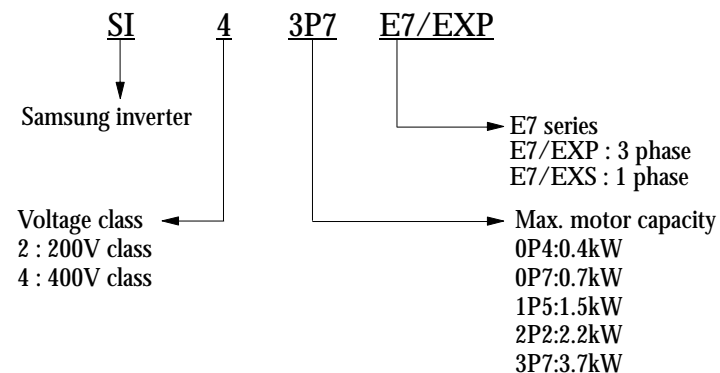 SI 4 3P7 E7/EXP
Samsung inverter
E7 series
E7/EXP : 3 phase
E7/EXS : 1 phase
Voltage class
2 : 200V class
4 : 400V class
Max. motor capacity
0P4:0.4kW
0P7:0.7kW
1P5:1.5kW
2P2:2.2kW
3P7:3.7kW